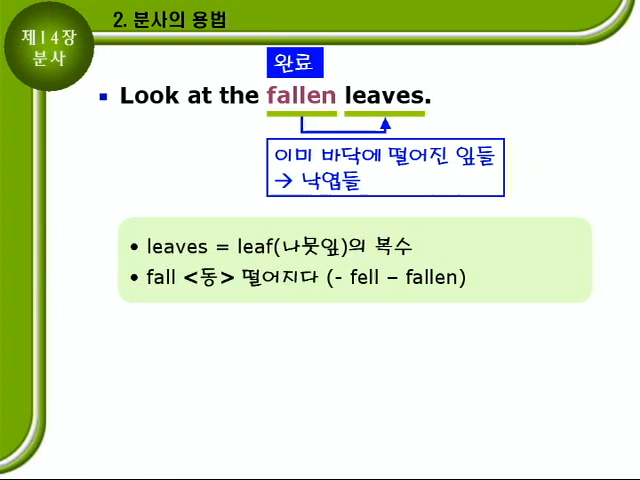 2. 분사의 용법
제14장
분사
완료
Look at the fallen leaves.
이미 바닥에 떨어진 잎들
→ 낙엽들
• leaves = leaf(나뭇잎)의 복수
• fall <동> 떨어지다 (- fell – fallen)